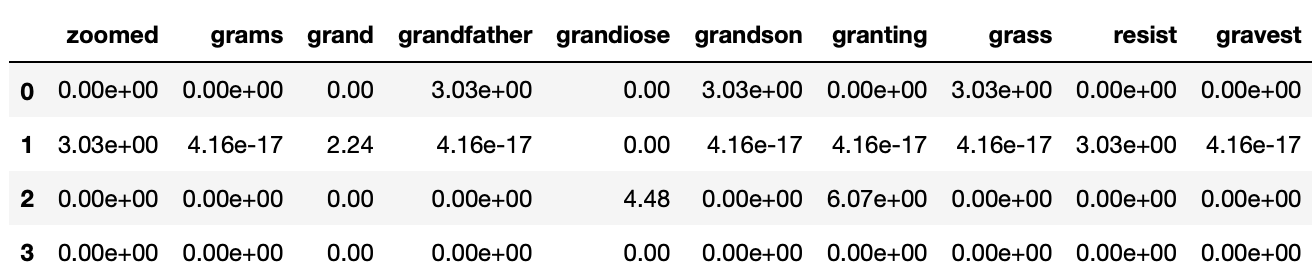 zoomed grams grand grandfather grandiose grandson granting grass resist gravest
0 0.00e+00 0.00e+00 0.00 3.03e+00 0.00 3.03e+00 0.00e+00 3.03e+00 0.00e+00 0.00e+00
1 3.03e+00 4.16e-17 2.24 4.16e-17 0.00 4.16e-17 4.16e-17 4.16e-17 3.03e+00 4.16e-17
2 0.00e+00 0.00e+00 0.00 0.00e+00 4.48 0.00e+00 6.07e+00 0.00e+00 0.00e+00 0.00e+00
3 0.00e+00 0.00e+00 0.00 0.00e+00 0.00 0.00e+00 0.00e+00 0.00e+00 0.00e+00 0.00e+00